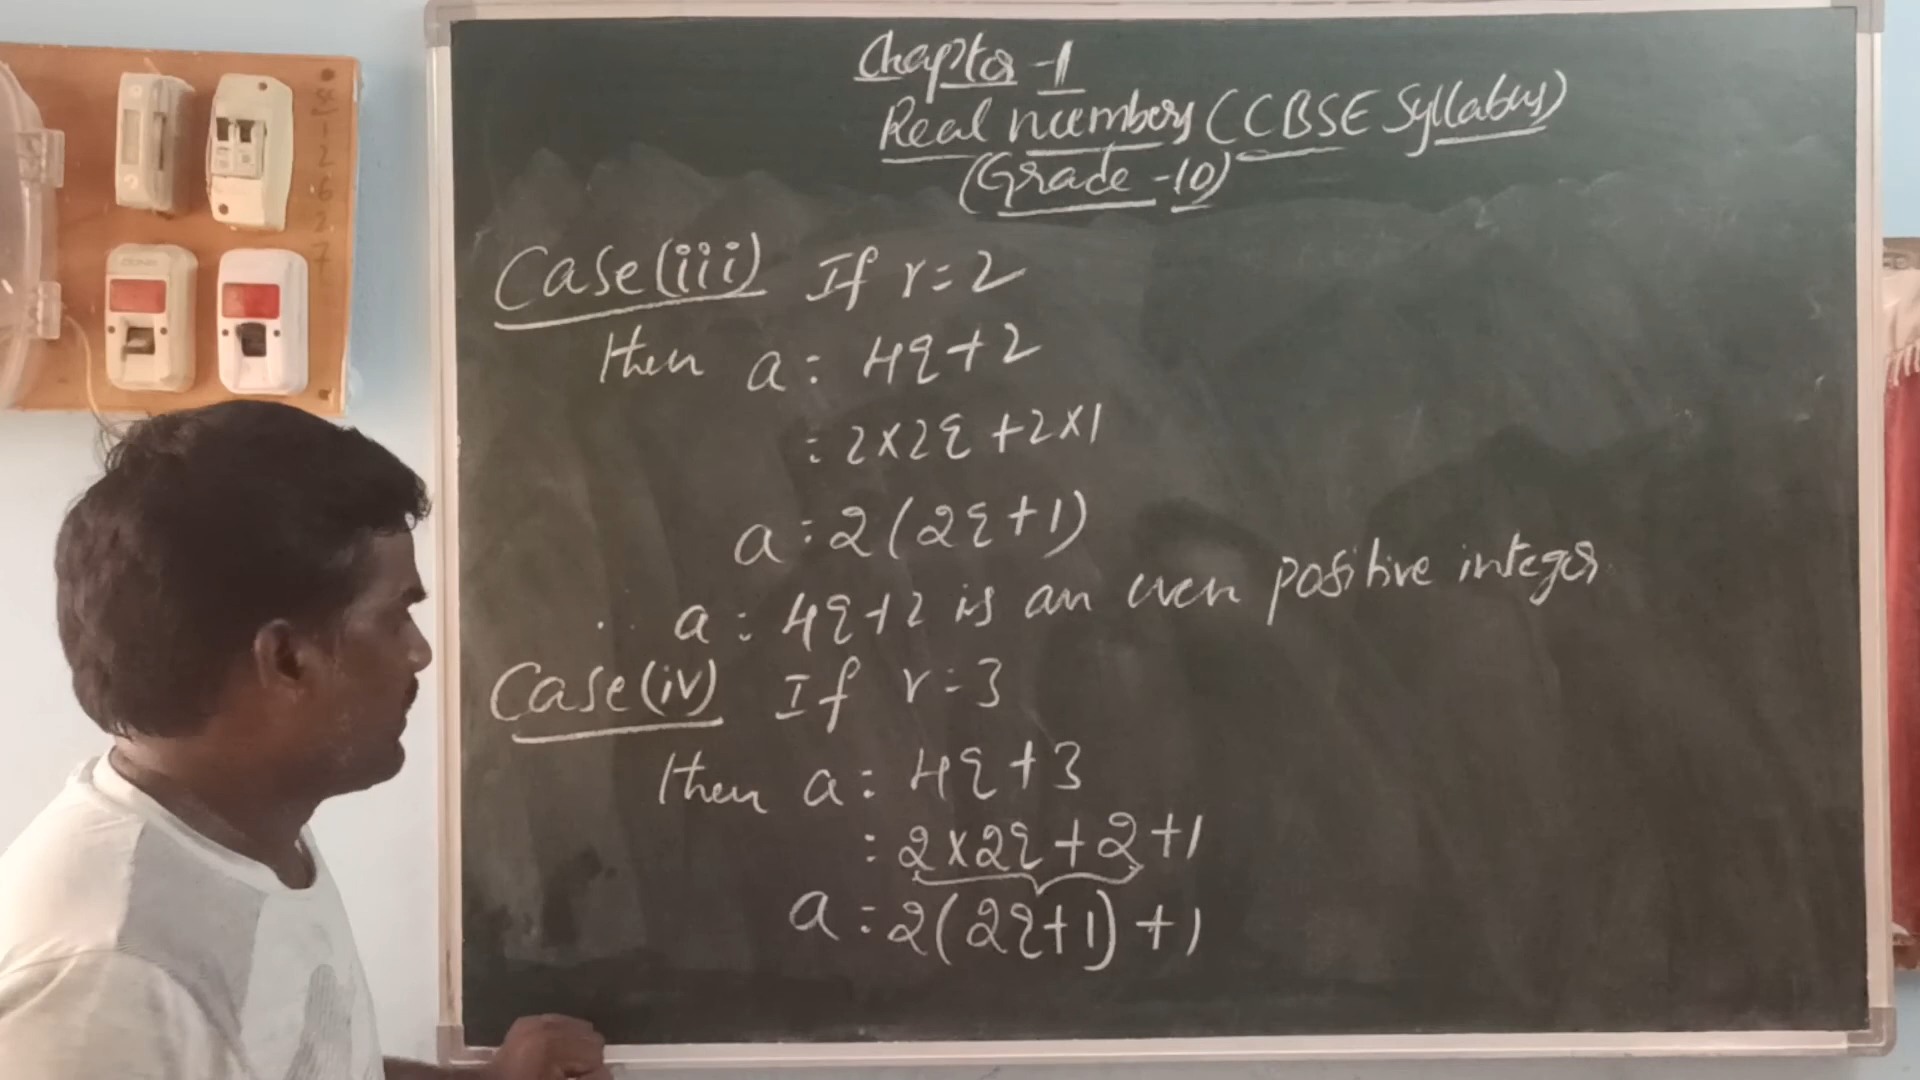 Chapter -1
Real numbers (CBSE Syllabus)
(Grade -10)
Case(iii) If r=2
then a = 4q+2
= 2×2q+2×1
a = 2(2q+1)
∴ a = 4q+2 is an even positive integer
Case(iv) If r=3
then a = 4q+3
= 2×2q+2+1
a = 2(2q+1)+1